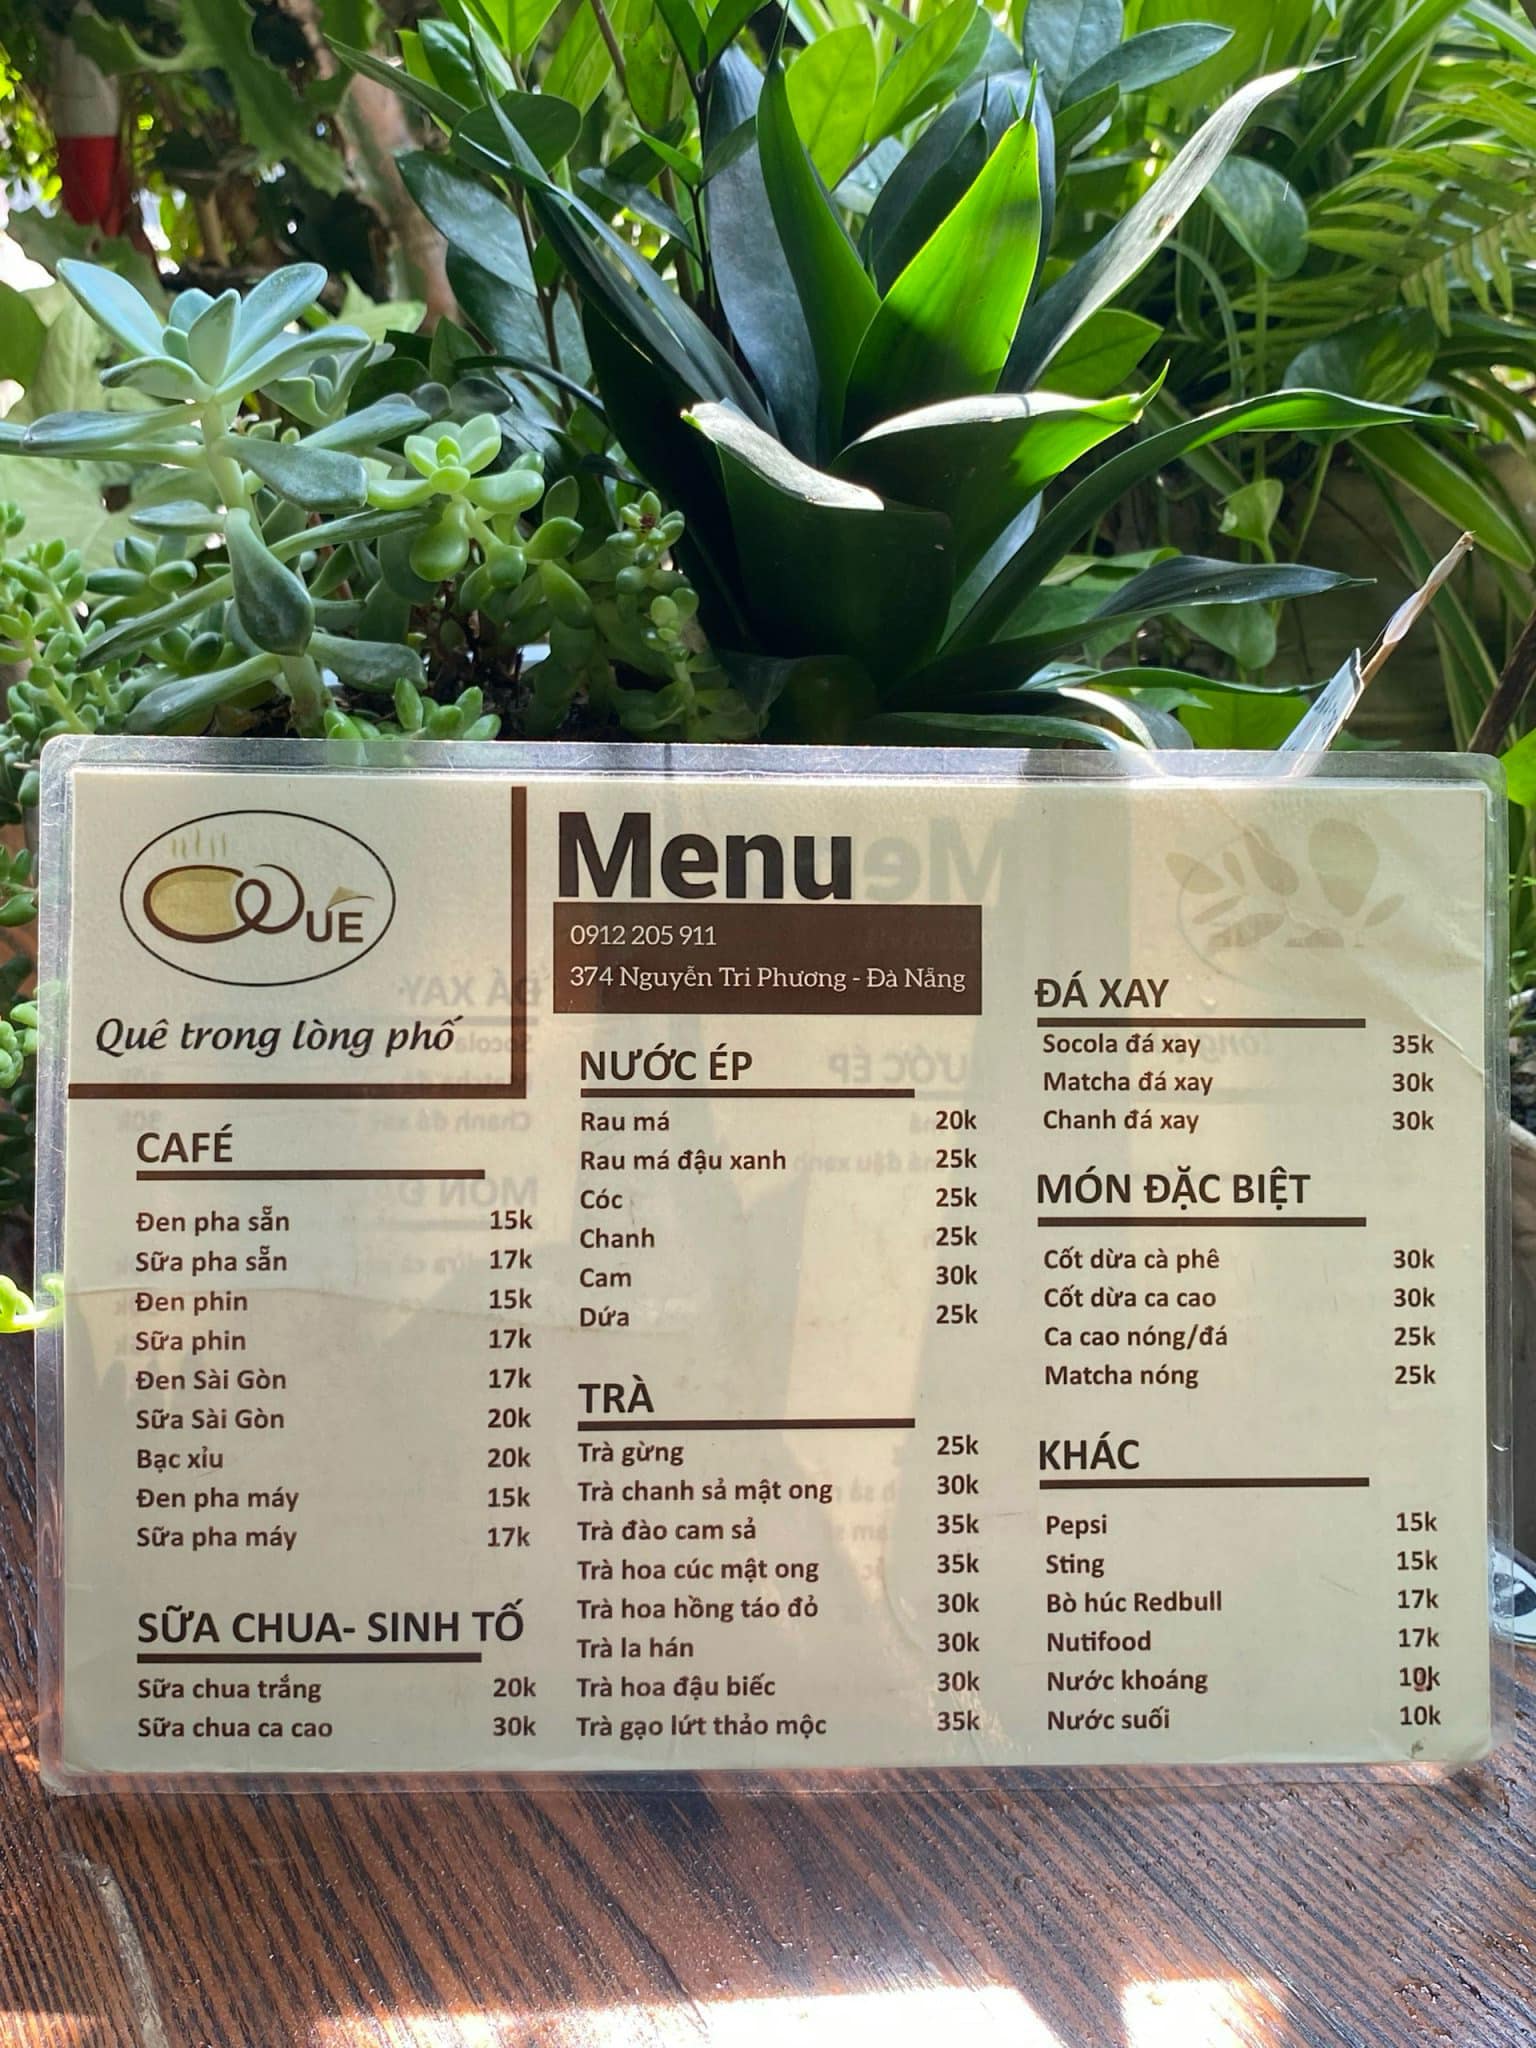 QUÊ
Quê trong lòng phố
Menu
0912 205 911
374 Nguyễn Tri Phương - Đà Nẵng
CAFÉ
Đen pha sẵn 15k
Sữa pha sẵn 17k
Đen phin 15k
Sữa phin 17k
Đen Sài Gòn 17k
Sữa Sài Gòn 20k
Bạc xỉu 20k
Đen pha máy 15k
Sữa pha máy 17k
SỮA CHUA- SINH TỐ
Sữa chua trắng 20k
Sữa chua ca cao 30k
NƯỚC ÉP
Rau má 20k
Rau má đậu xanh 25k
Cóc 25k
Chanh 25k
Cam 30k
Dứa 25k
TRÀ
Trà gừng 25k
Trà chanh sả mật ong 30k
Trà đào cam sả 35k
Trà hoa cúc mật ong 35k
Trà hoa hồng táo đỏ 30k
Trà la hán 30k
Trà hoa đậu biếc 30k
Trà gạo lứt thảo mộc 35k
ĐÁ XAY
Socola đá xay 35k
Matcha đá xay 30k
Chanh đá xay 30k
MÓN ĐẶC BIỆT
Cốt dừa cà phê 30k
Cốt dừa ca cao 30k
Ca cao nóng/đá 25k
Matcha nóng 25k
KHÁC
Pepsi 15k
Sting 15k
Bò húc Redbull 17k
Nutifood 17k
Nước khoáng 10k
Nước suối 10k